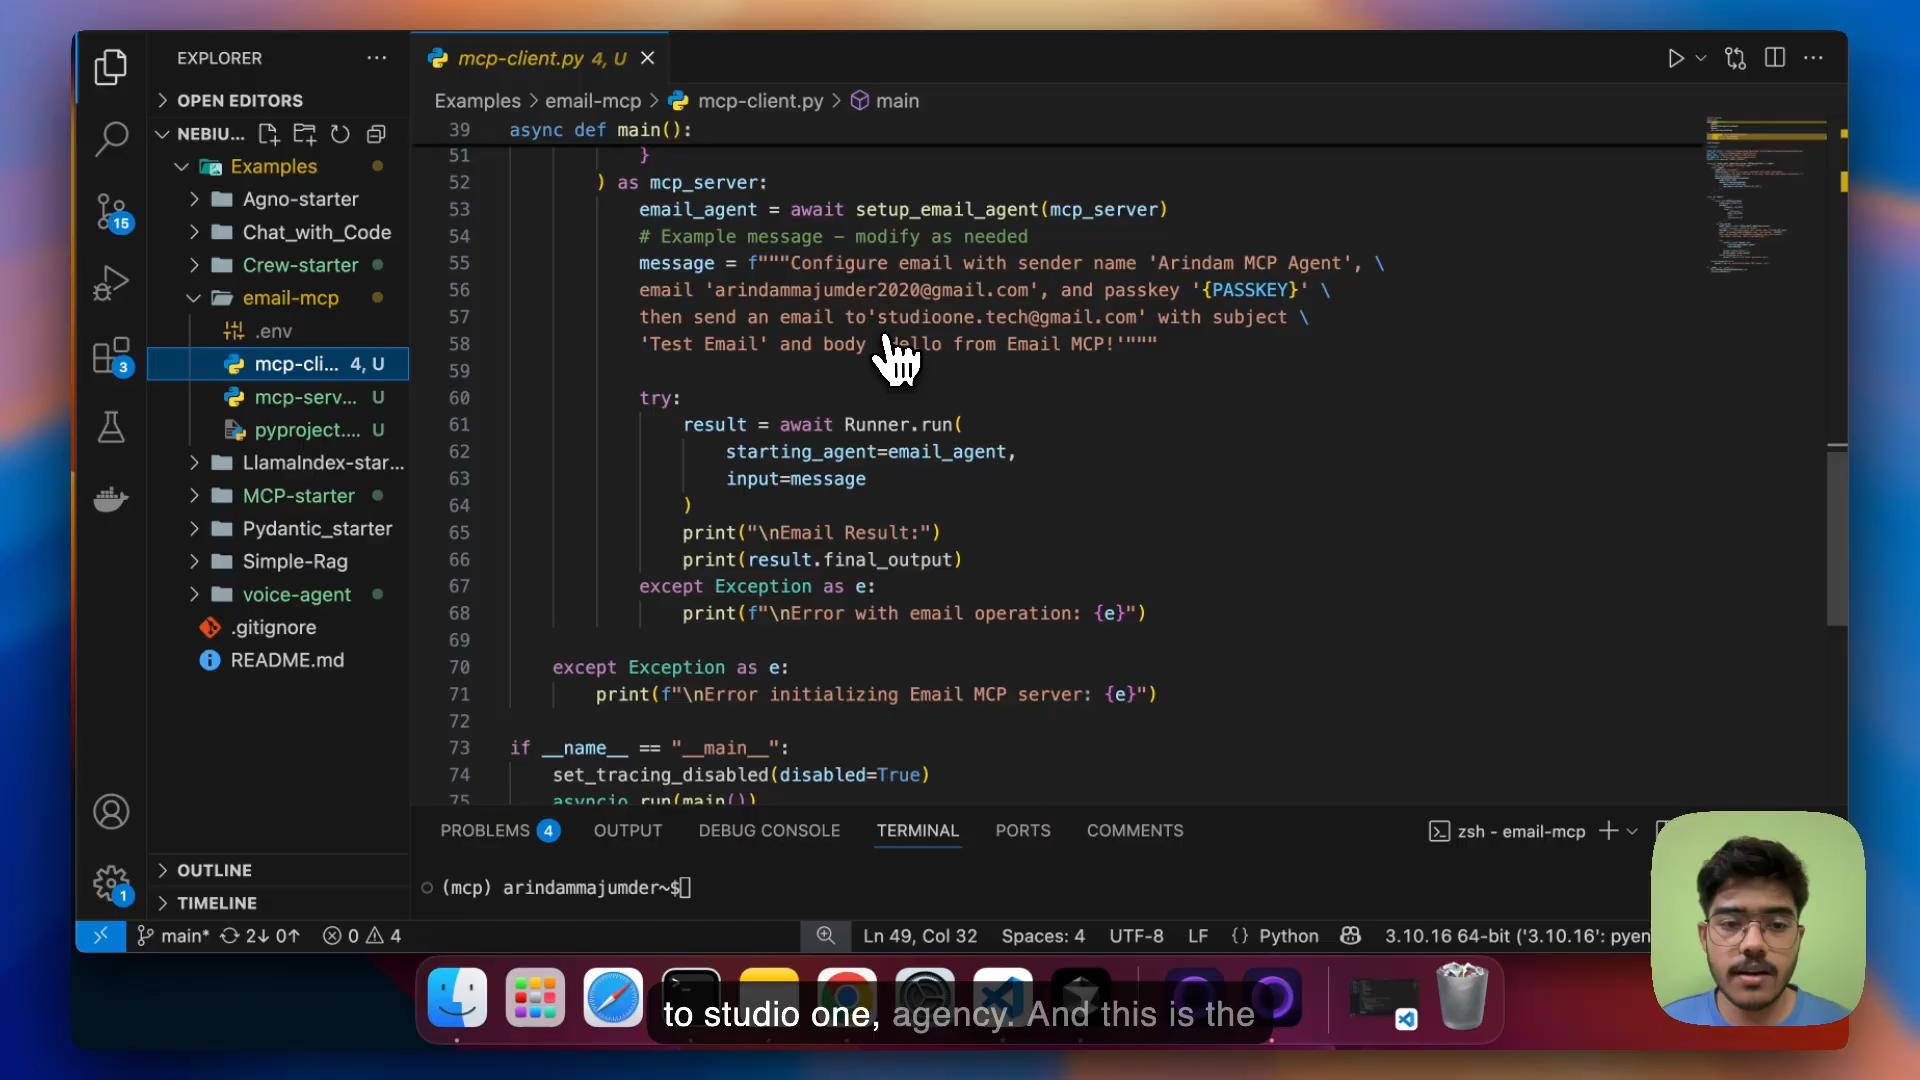 EXPLORER
OPEN EDITORS
NEBIU...
Examples
Agno-starter
Chat_with_Code
Crew-starter
email-mcp
.env
mcp-cli... 4, U
mcp-serv... U
pyproject.... U
LlamaIndex-star...
MCP-starter
Pydantic_starter
Simple-Rag
voice-agent
.gitignore
README.md
OUTLINE
TIMELINE
15
3
1
mcp-client.py 4, U
Examples > email-mcp > mcp-client.py > main
39 async def main():
51 }
52 ) as mcp_server:
53 email_agent = await setup_email_agent(mcp_server)
54 # Example message – modify as needed
55 message = f"""Configure email with sender name 'Arindam MCP Agent', \
56 email 'arindammajumder2020@gmail.com', and passkey '{PASSKEY}' \
57 then send an email to'studioone.tech@gmail.com' with subject \
58 'Test Email' and body ello from Email MCP!'"""
59
60 try:
61 result = await Runner.run(
62 starting_agent=email_agent,
63 input=message
64 )
65 print("\nEmail Result:")
66 print(result.final_output)
67 except Exception as e:
68 print(f"\nError with email operation: {e}")
69
70 except Exception as e:
71 print(f"\nError initializing Email MCP server: {e}")
72
73 if __name__ == "__main__":
74 set_tracing_disabled(disabled=True)
75 asyncio.run(main())
PROBLEMS 4 OUTPUT DEBUG CONSOLE TERMINAL PORTS COMMENTS
zsh - email-mcp
(mcp) arindammajumder~$
main* 2↓ 0↑ 0 4
Ln 49, Col 32 Spaces: 4 UTF-8 LF {} Python 3.10.16 64-bit ('3.10.16': pyen
to studio one, agency. And this is the